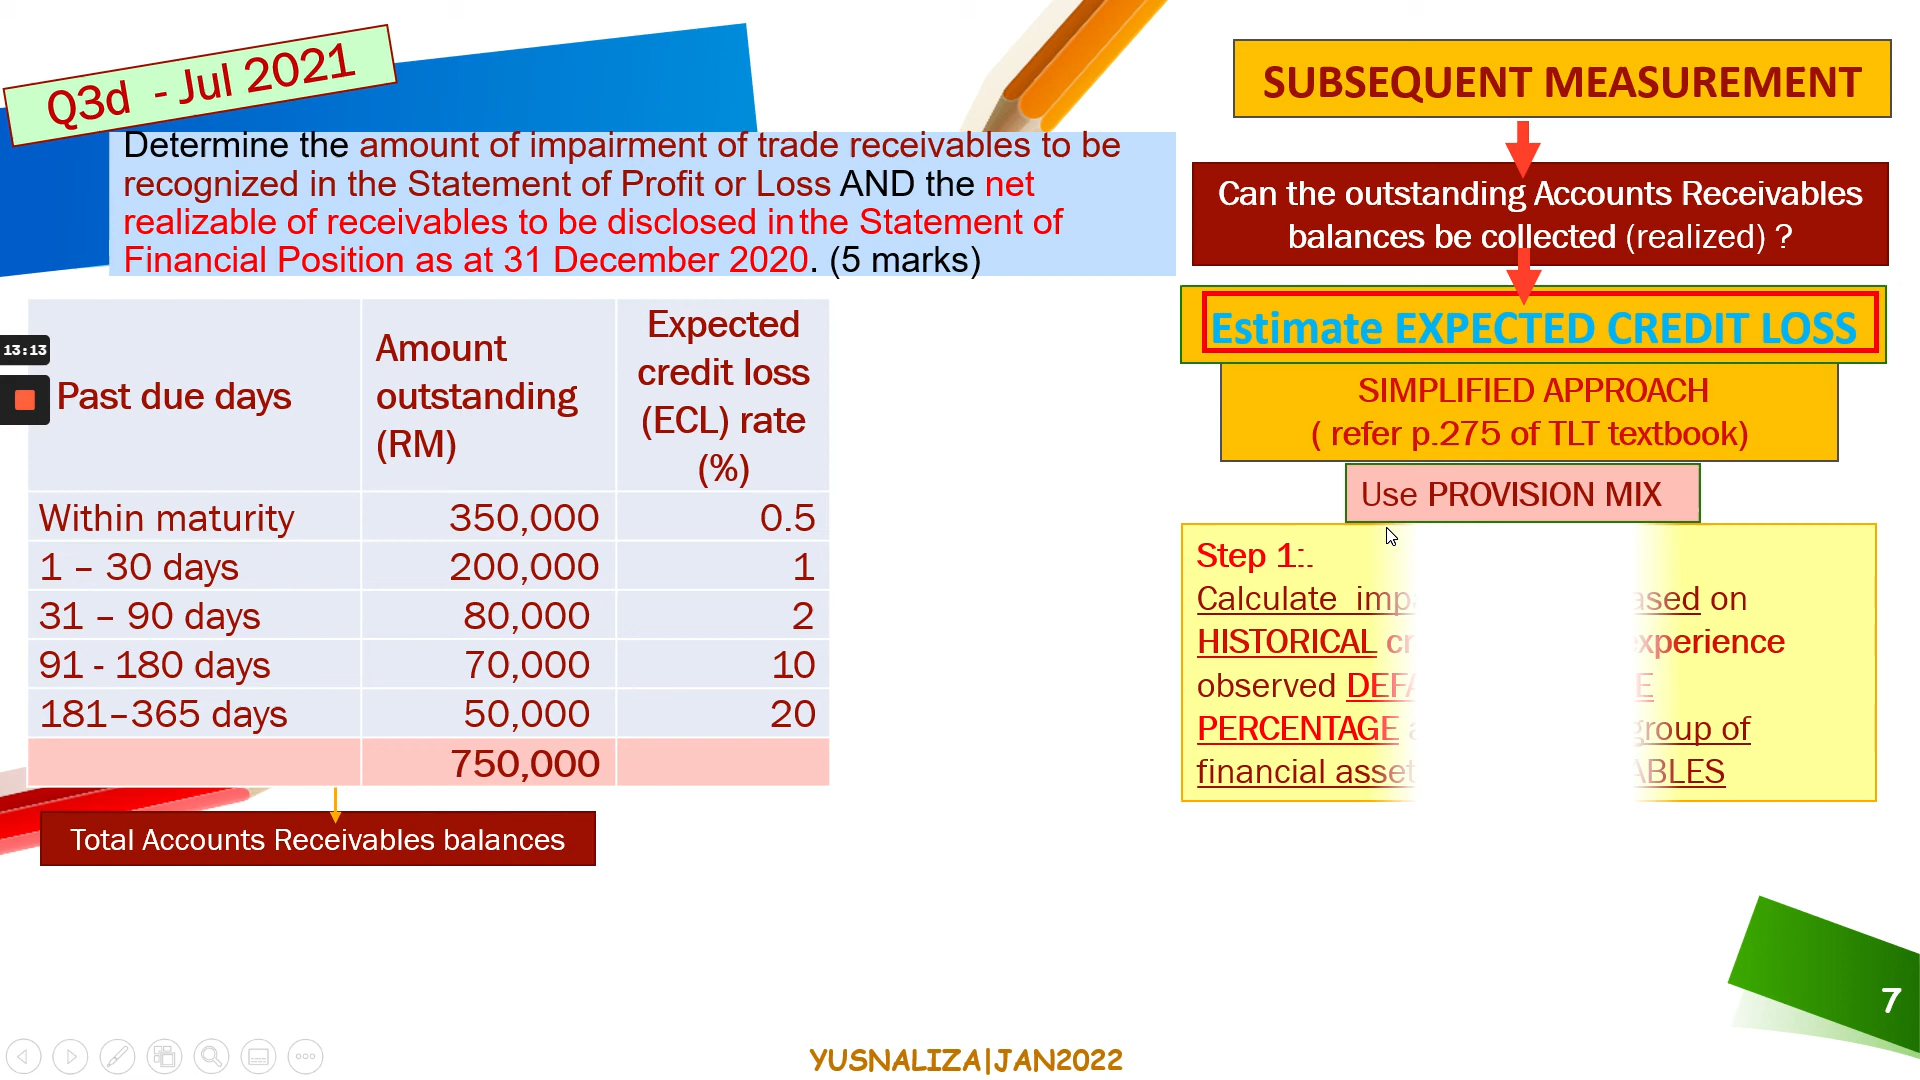 Q3d - Jul 2021
Determine the amount of impairment of trade receivables to be
recognized in the Statement of Profit or Loss AND the net
realizable of receivables to be disclosed in the Statement of
Financial Position as at 31 December 2020. (5 marks)
13:13
Past due days
Amount
outstanding
(RM)
Expected
credit loss
(ECL) rate
(%)
Within maturity 350,000 0.5
1 – 30 days 200,000 1
31 – 90 days 80,000 2
91 - 180 days 70,000 10
181–365 days 50,000 20
750,000
Total Accounts Receivables balances
SUBSEQUENT MEASUREMENT
Can the outstanding Accounts Receivables
balances be collected (realized) ?
Estimate EXPECTED CREDIT LOSS
SIMPLIFIED APPROACH
( refer p.275 of TLT textbook)
Use PROVISION MIX
Step 1:.
Calculate on
HISTORICAL experience
observed
PERCENTAGE group of
financial
7
YUSNALIZA|JAN2022